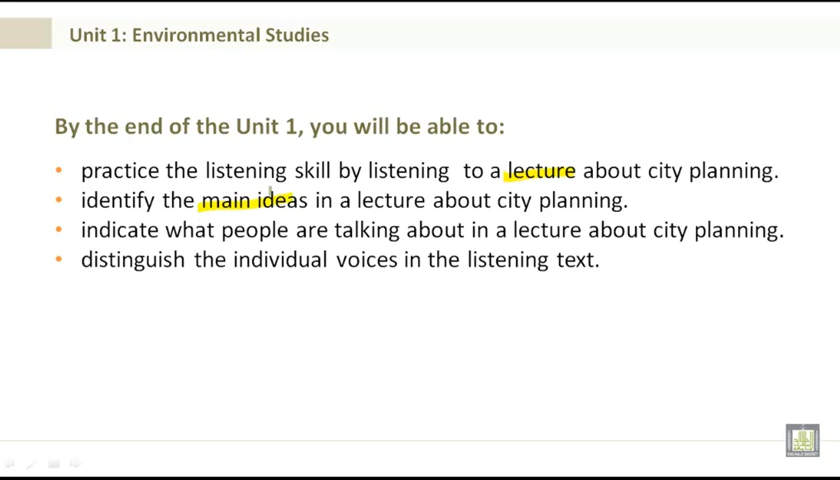 Unit 1: Environmental Studies
By the end of the Unit 1, you will be able to:
• practice the listening skill by listening to a lecture about city planning.
• identify the main ideas in a lecture about city planning.
• indicate what people are talking about in a lecture about city planning.
• distinguish the individual voices in the listening text.